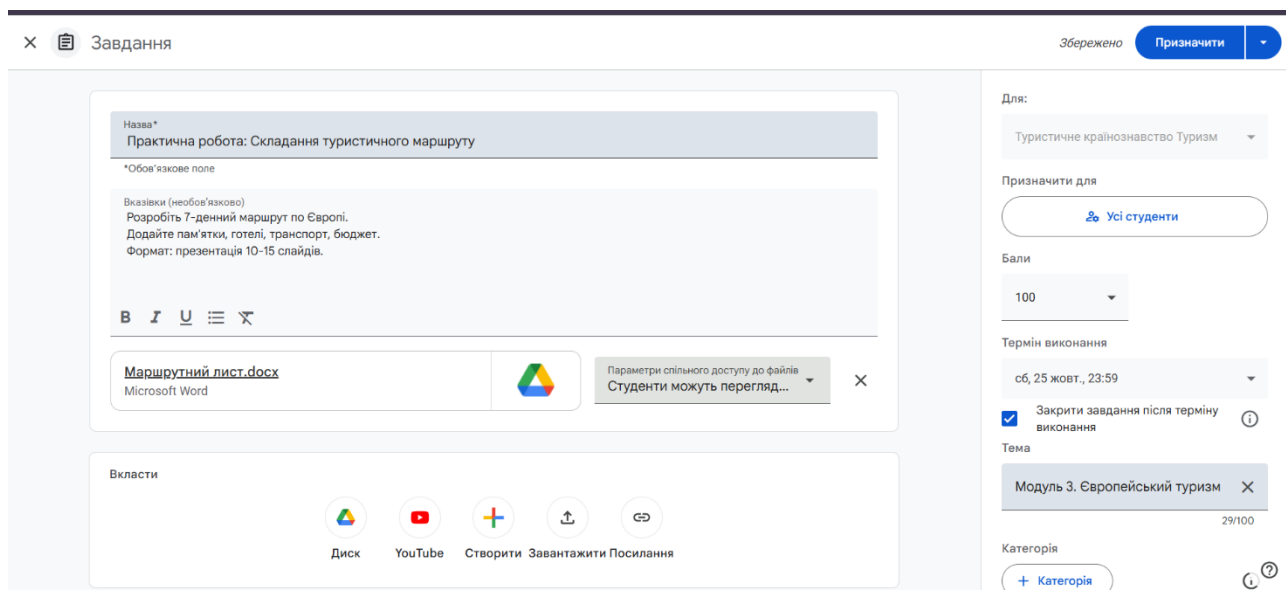 Завдання
Збережено
Призначити
Назва*
Практична робота: Складання туристичного маршруту
*Обов'язкове поле
Вказівки (необов'язково)
Розробіть 7-денний маршрут по Європі.
Додайте пам'ятки, готелі, транспорт, бюджет.
Формат: презентація 10-15 слайдів.
B I U
Маршрутний лист.docx
Microsoft Word
Параметри спільного доступу до файлів
Студенти можуть перегляд...
Вкласти
Диск YouTube Створити Завантажити Посилання
Для:
Туристичне країнознавство Туризм
Призначити для
Усі студенти
Бали
100
Термін виконання
сб, 25 жовт., 23:59
Закрити завдання після терміну
виконання
Тема
Модуль 3. Європейський туризм
29/100
Категорія
+ Категорія